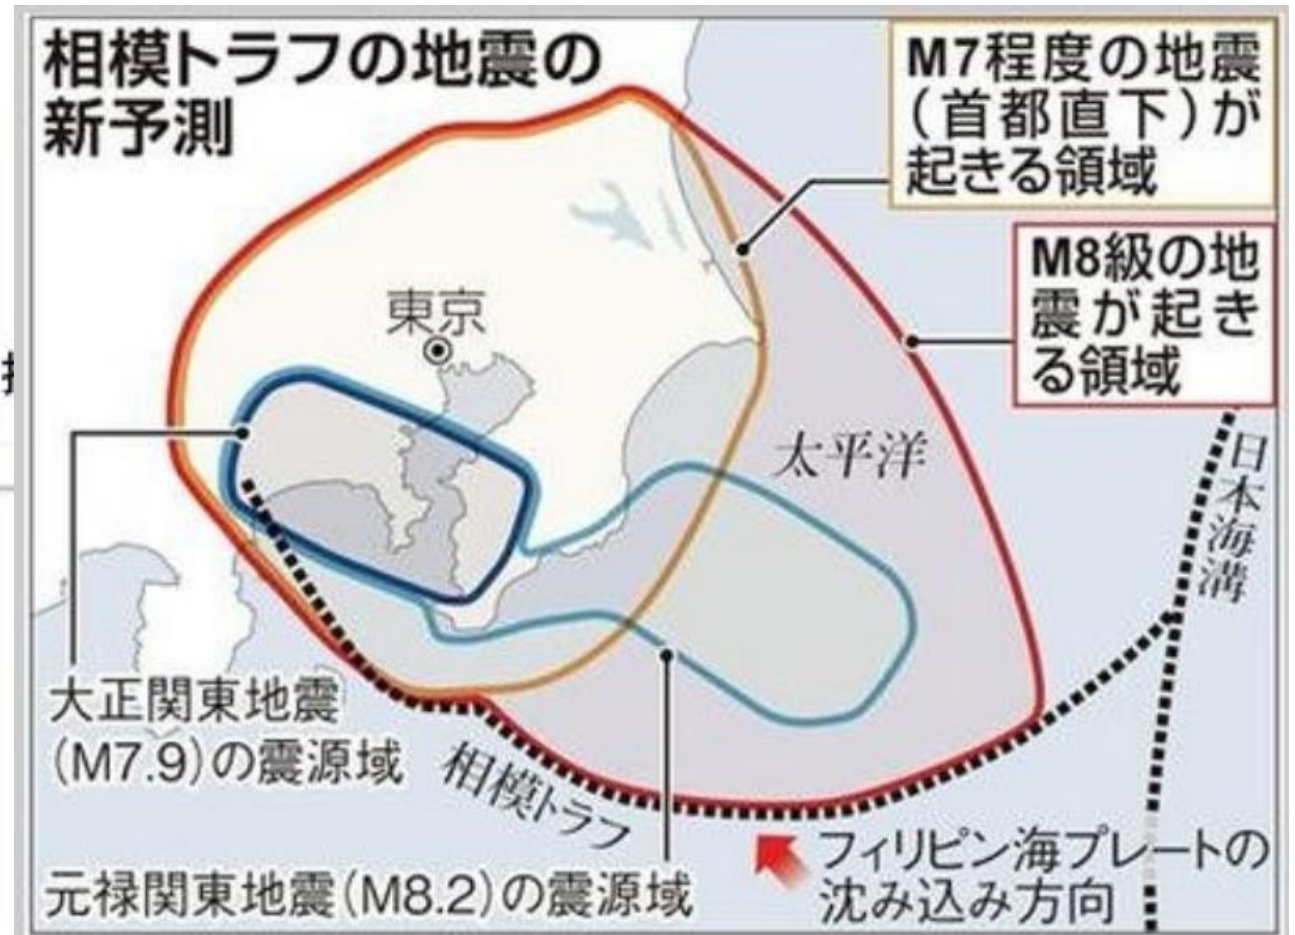 相模トラフの地震の
新予測
M7程度の地震
(首都直下)が
起きる領域
M8級の地
震が起き
る領域
東京
太平洋
日本海溝
大正関東地震
(M7.9)の震源域
相模トラフ
元禄関東地震(M8.2)の震源域
フィリピン海プレートの
沈み込み方向